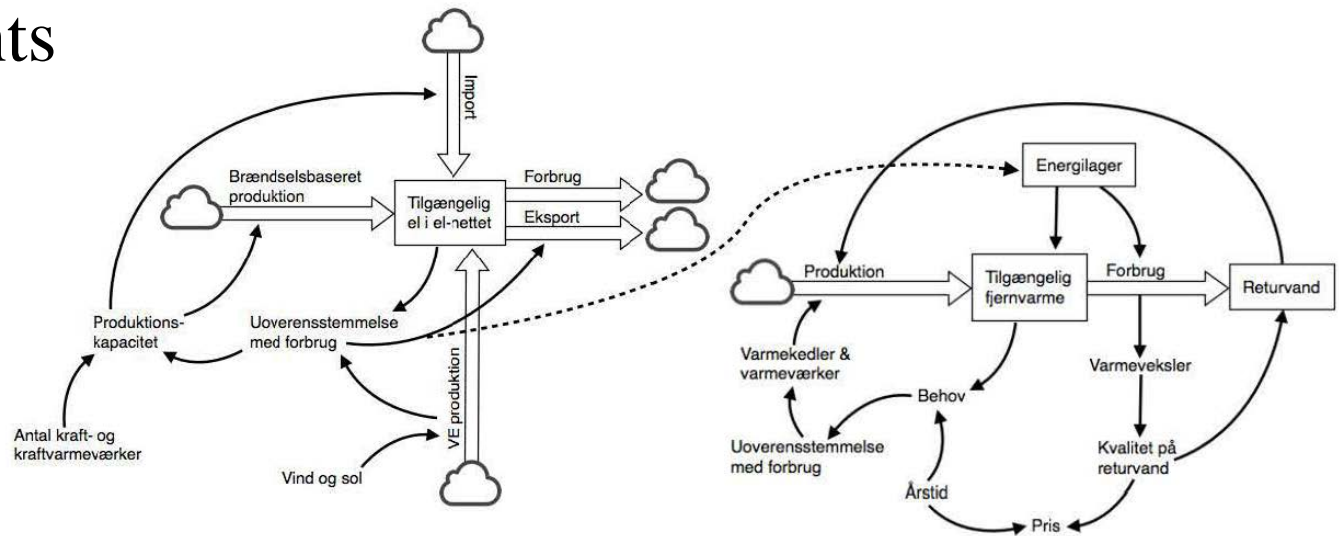 nts
Import
Brændselsbaseret
produktion
Tilgængelig
el i el-nettet
Forbrug
Eksport
Produktions-
kapacitet
Uoverensstemmelse
med forbrug
VE produktion
Antal kraft- og
kraftvarmeværker
Vind og sol
Energilager
Produktion
Tilgængelig
fjernvarme
Forbrug
Returvand
Varmekedler &
varmeværker
Varmeveksler
Behov
Uoverensstemmelse
med forbrug
Kvalitet på
returvand
Årstid
Pris